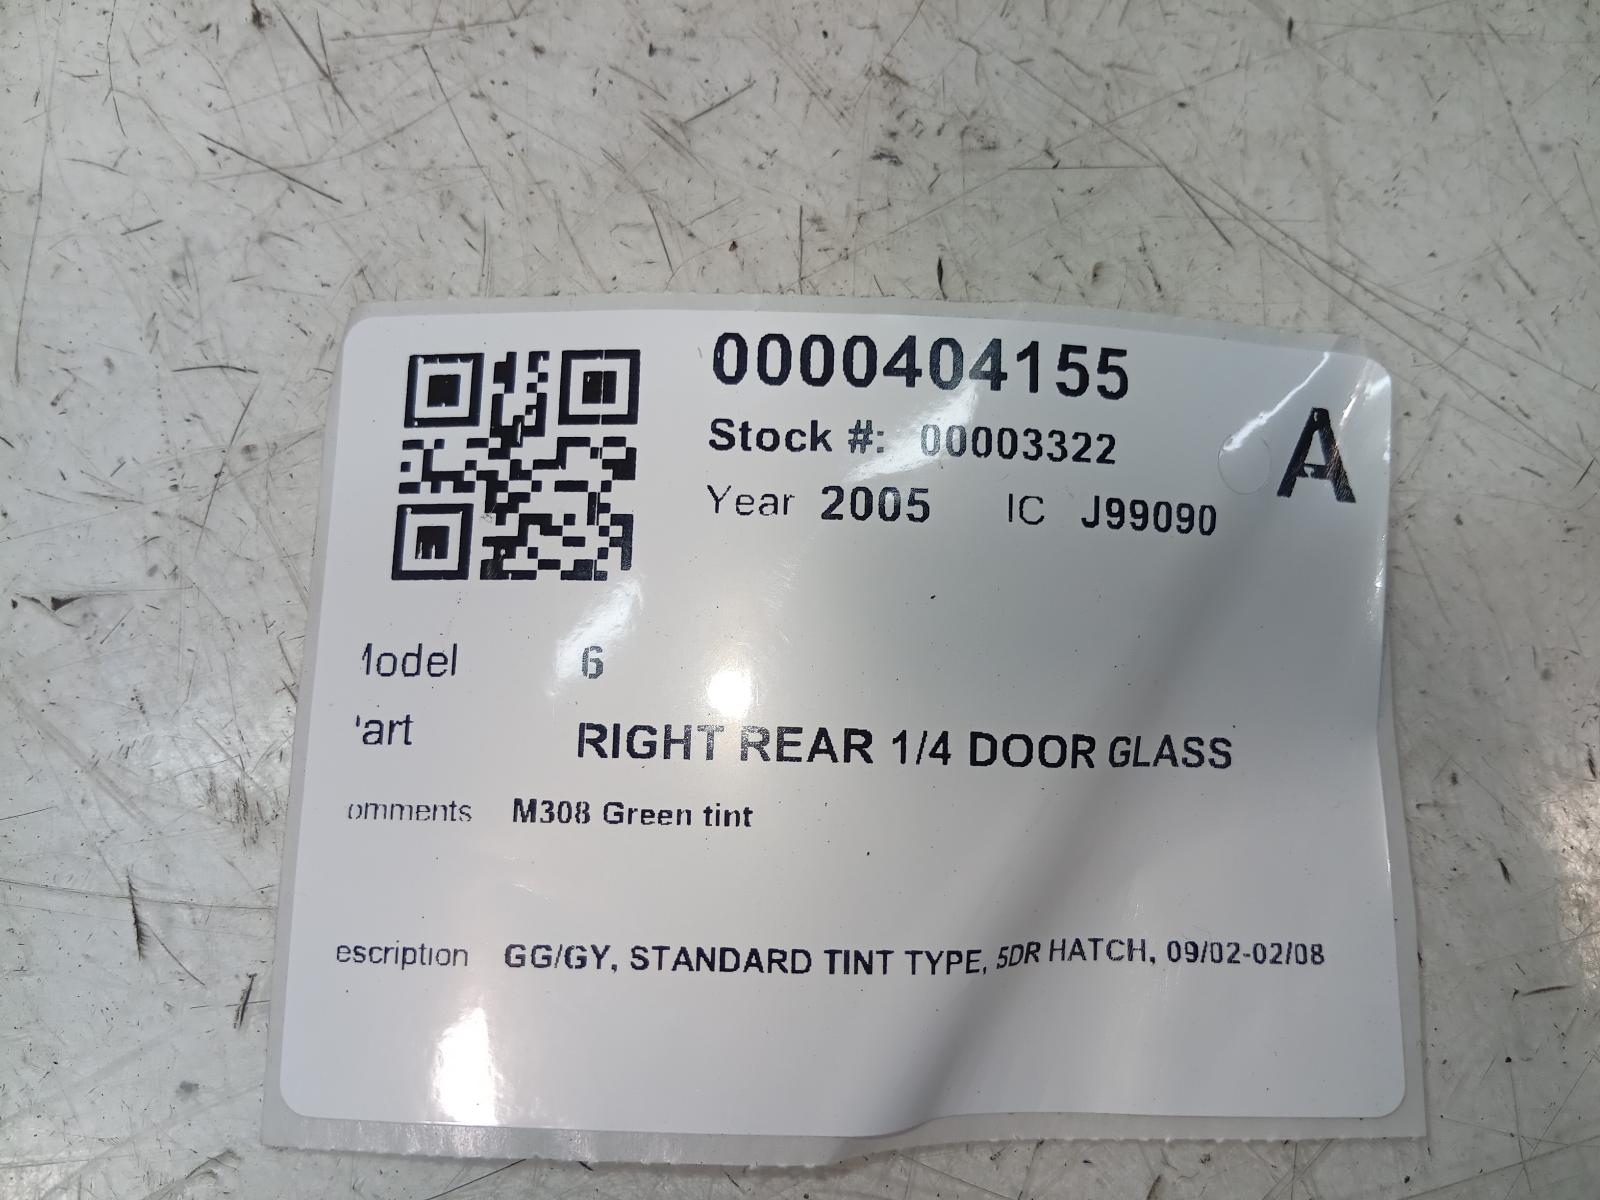 0000404155
Stock #: 00003322
A
Year 2005 IC J99090
Model 6
Part RIGHT REAR 1/4 DOOR GLASS
omments M308 Green tint
escription GG/GY, STANDARD TINT TYPE, 5DR HATCH, 09/02-02/08